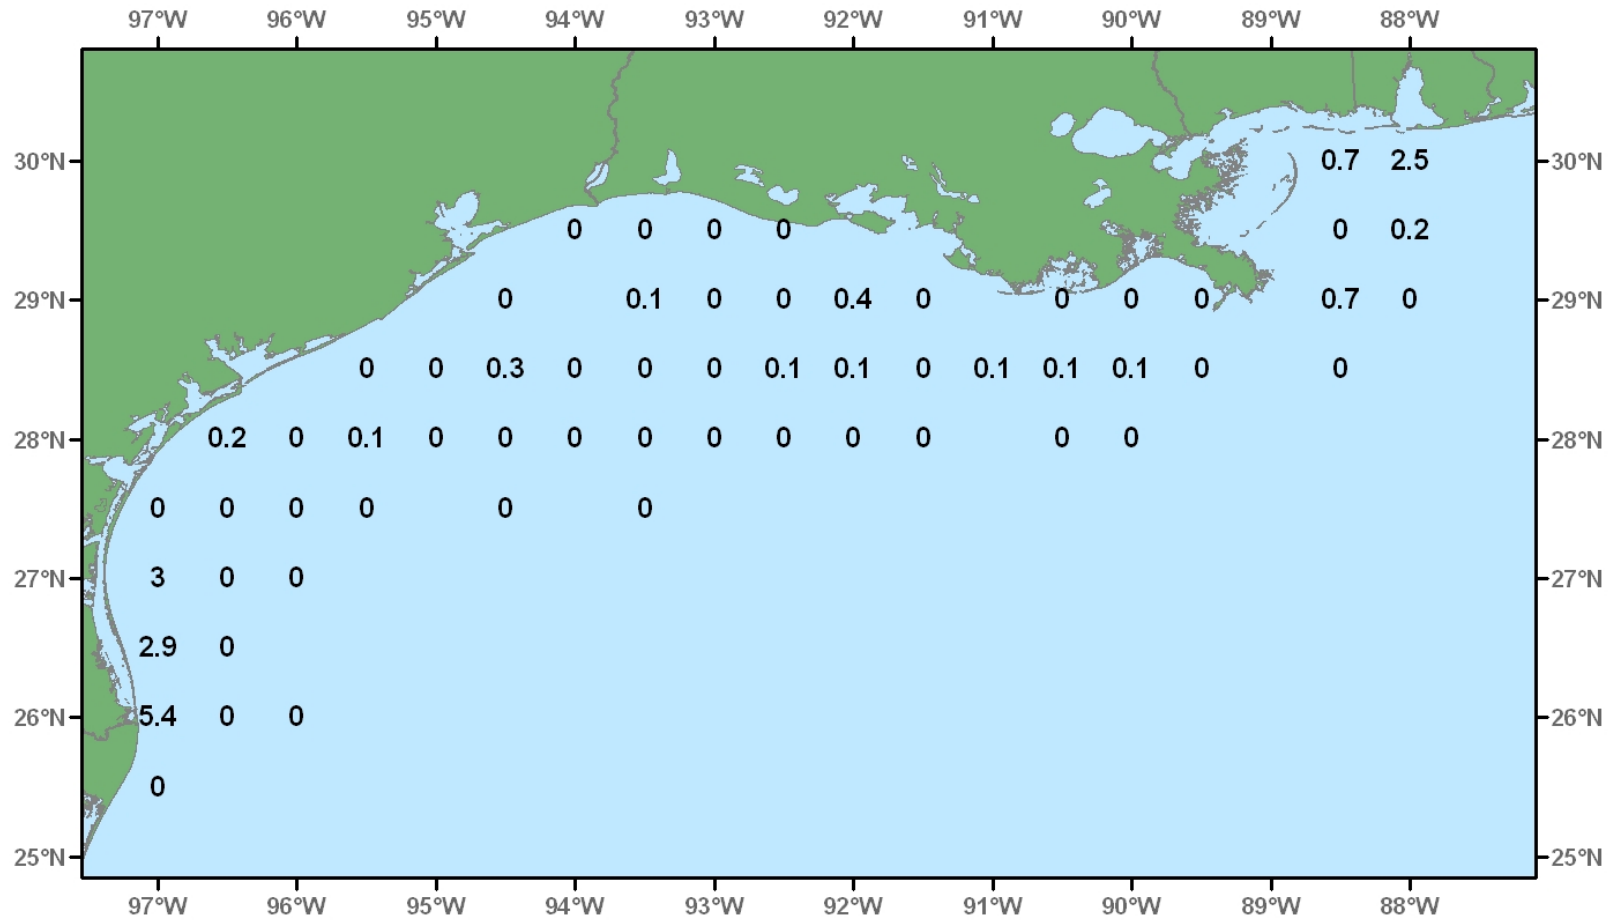 97°W 96°W 95°W 94°W 93°W 92°W 91°W 90°W 89°W 88°W
30°N 0.7 2.5 30°N
0 0 0 0 0 0.2
29°N 0 0.1 0 0 0.4 0 0 0 0 0.7 0 29°N
0 0 0.3 0 0 0 0.1 0.1 0 0.1 0.1 0.1 0 0
28°N 0.2 0 0.1 0 0 0 0 0 0 0 0 0 0 28°N
0 0 0 0 0 0
27°N 3 0 0 27°N
2.9 0
26°N 5.4 0 0 26°N
0
25°N 25°N
97°W 96°W 95°W 94°W 93°W 92°W 91°W 90°W 89°W 88°W